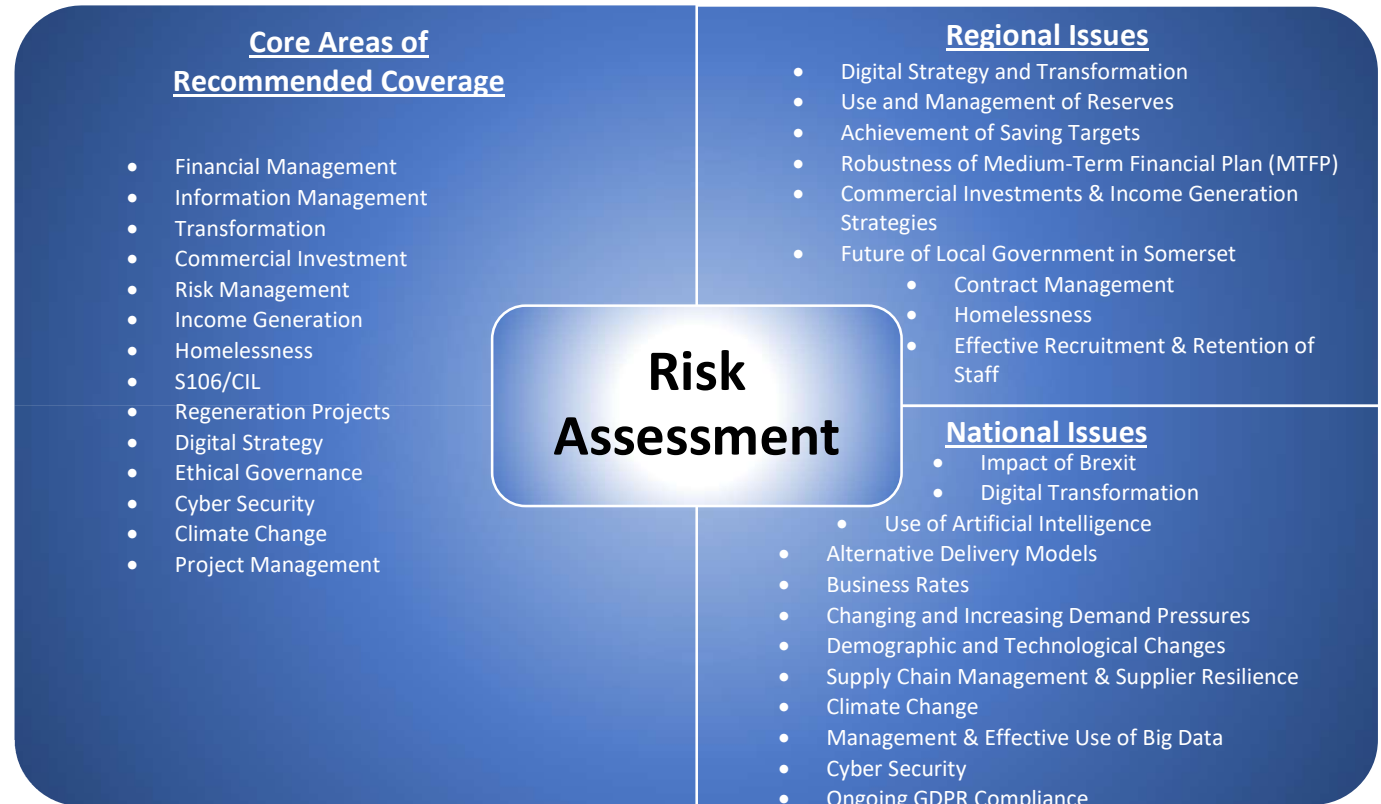 Core Areas of
Recommended Coverage
• Financial Management
• Information Management
• Transformation
• Commercial Investment
• Risk Management
• Income Generation
• Homelessness
• S106/CIL
• Regeneration Projects
• Digital Strategy
• Ethical Governance
• Cyber Security
• Climate Change
• Project Management
Risk
Assessment
Regional Issues
• Digital Strategy and Transformation
• Use and Management of Reserves
• Achievement of Saving Targets
• Robustness of Medium-Term Financial Plan (MTFP)
• Commercial Investments & Income Generation
Strategies
• Future of Local Government in Somerset
• Contract Management
• Homelessness
• Effective Recruitment & Retention of
Staff
National Issues
• Impact of Brexit
• Digital Transformation
• Use of Artificial Intelligence
• Alternative Delivery Models
• Business Rates
• Changing and Increasing Demand Pressures
• Demographic and Technological Changes
• Supply Chain Management & Supplier Resilience
• Climate Change
• Management & Effective Use of Big Data
• Cyber Security
• Ongoing GDPR Compliance